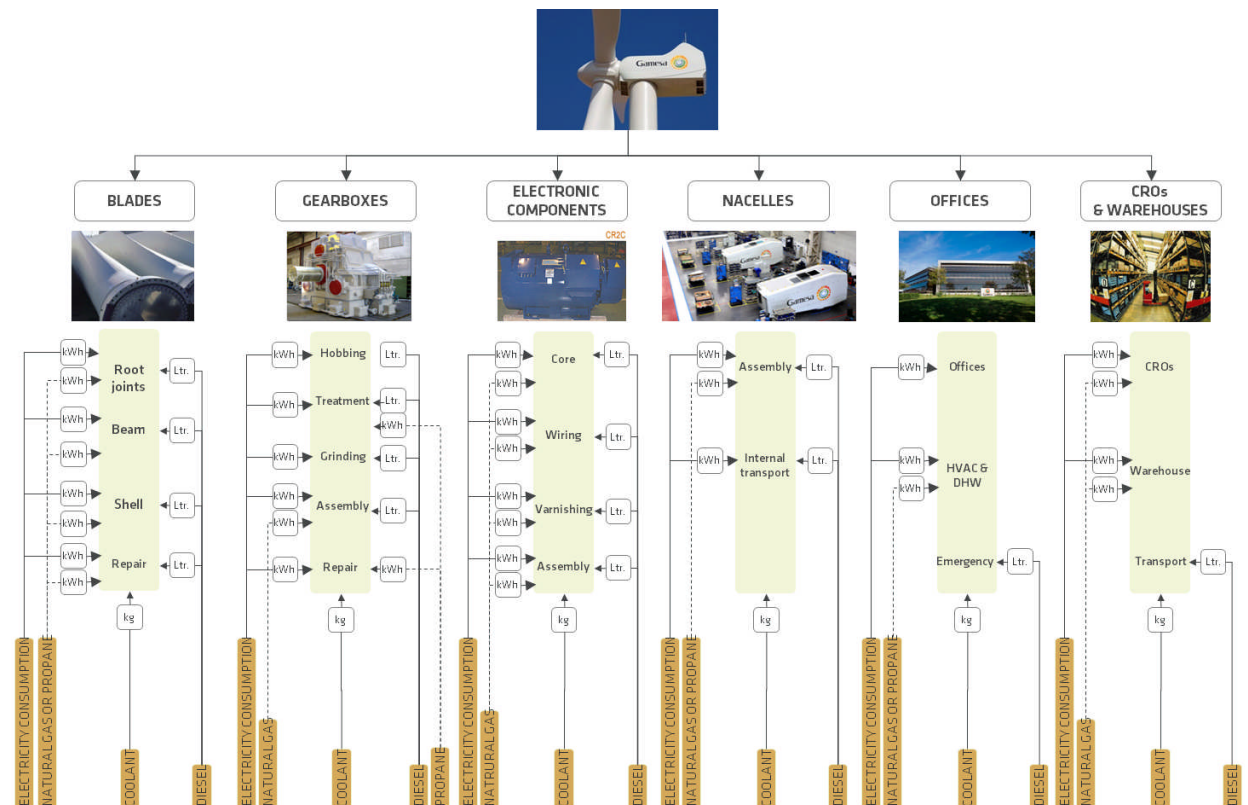 Gamesa
BLADES
GEARBOXES
ELECTRONIC
COMPONENTS
NACELLES
OFFICES
CROs
& WAREHOUSES
CR2C
Gamesa
kWh
kWh
Root
joints
Ltr.
kWh
Beam
Ltr.
kWh
kWh
Shell
Ltr.
kWh
kWh
Repair
Ltr.
kWh
kg
ELECTRICITY CONSUMPTION
NATURAL GAS OR PROPANE
COOLANT
DIESEL
kWh
Hobbing
Ltr.
kWh
Treatment
Ltr.
kWh
kWh
Grinding
Ltr.
kWh
Assembly
Ltr.
kWh
kWh
Repair
kWh
kg
ELECTRICITY CONSUMPTION
NATURAL GAS
COOLANT
DIESEL
PROPANE
kWh
Core
Ltr.
kWh
kWh
Wiring
Ltr.
kWh
kWh
Varnishing
Ltr.
kWh
kWh
Assembly
Ltr.
kWh
kg
ELECTRICITY CONSUMPTION
NATRURAL GAS
COOLANT
DIESEL
kWh
Assembly
Ltr.
kWh
kWh
Internal
transport
Ltr.
kg
ELECTRICITY CONSUMPTION
NATURAL GAS OR PROPANE
COOLANT
DIESEL
kWh
Offices
kWh
HVAC &
DHW
kWh
Emergency
Ltr.
kg
ELECTRICITY CONSUMPTION
NATURAL GAS OR PROPANE
COOLANT
DIESEL
kWh
CROs
kWh
kWh
Warehouse
kWh
Transport
Ltr.
kg
ELECTRICITY CONSUMPTION
NATURAL GAS
COOLANT
DIESEL